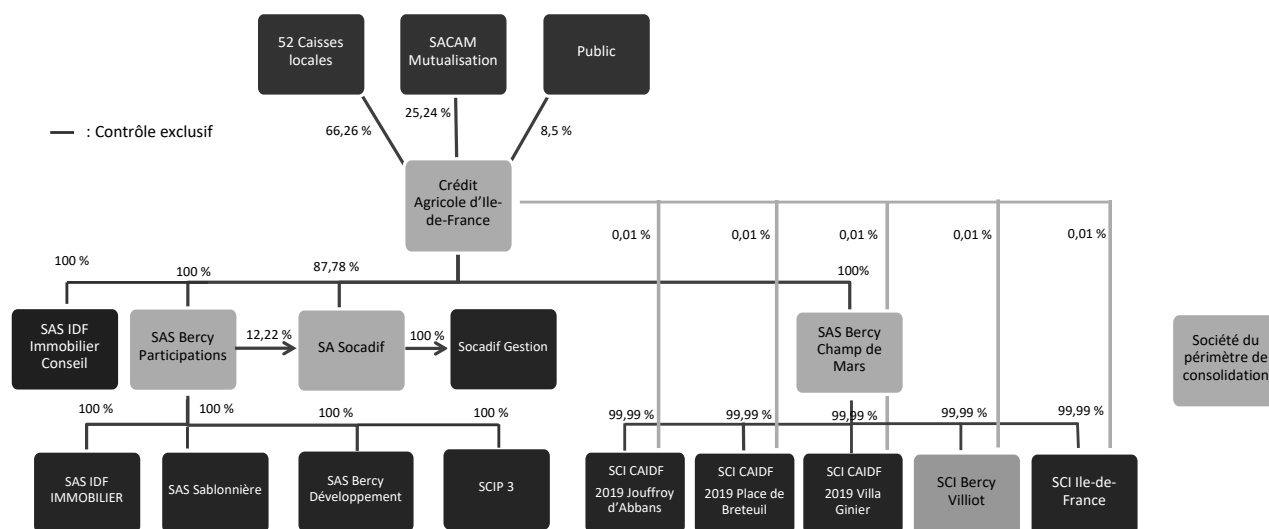 52 Caisses
locales
SACAM
Mutualisation
Public
66,26 %
25,24 %
8,5 %
: Contrôle exclusif
Crédit
Agricole d’Ile-
de-France
0,01 %
0,01 %
0,01 %
0,01 %
0,01 %
100 %
100 %
87,78 %
100%
SAS IDF
Immobilier
Conseil
SAS Bercy
Participations
12,22 %
SA Socadif
100 %
Socadif Gestion
SAS Bercy
Champ de
Mars
Société du
périmètre de
consolidation
100 %
100 %
100 %
100 %
99,99 %
99,99 %
99,99 %
99,99 %
99,99 %
SAS IDF
IMMOBILIER
SAS Sablonnière
SAS Bercy
Développement
SCIP 3
SCI CAIDF
2019 Jouffroy
d’Abbans
SCI CAIDF
2019 Place de
Breteuil
SCI CAIDF
2019 Villa
Ginier
SCI Bercy
Villiot
SCI Ile-de-
France